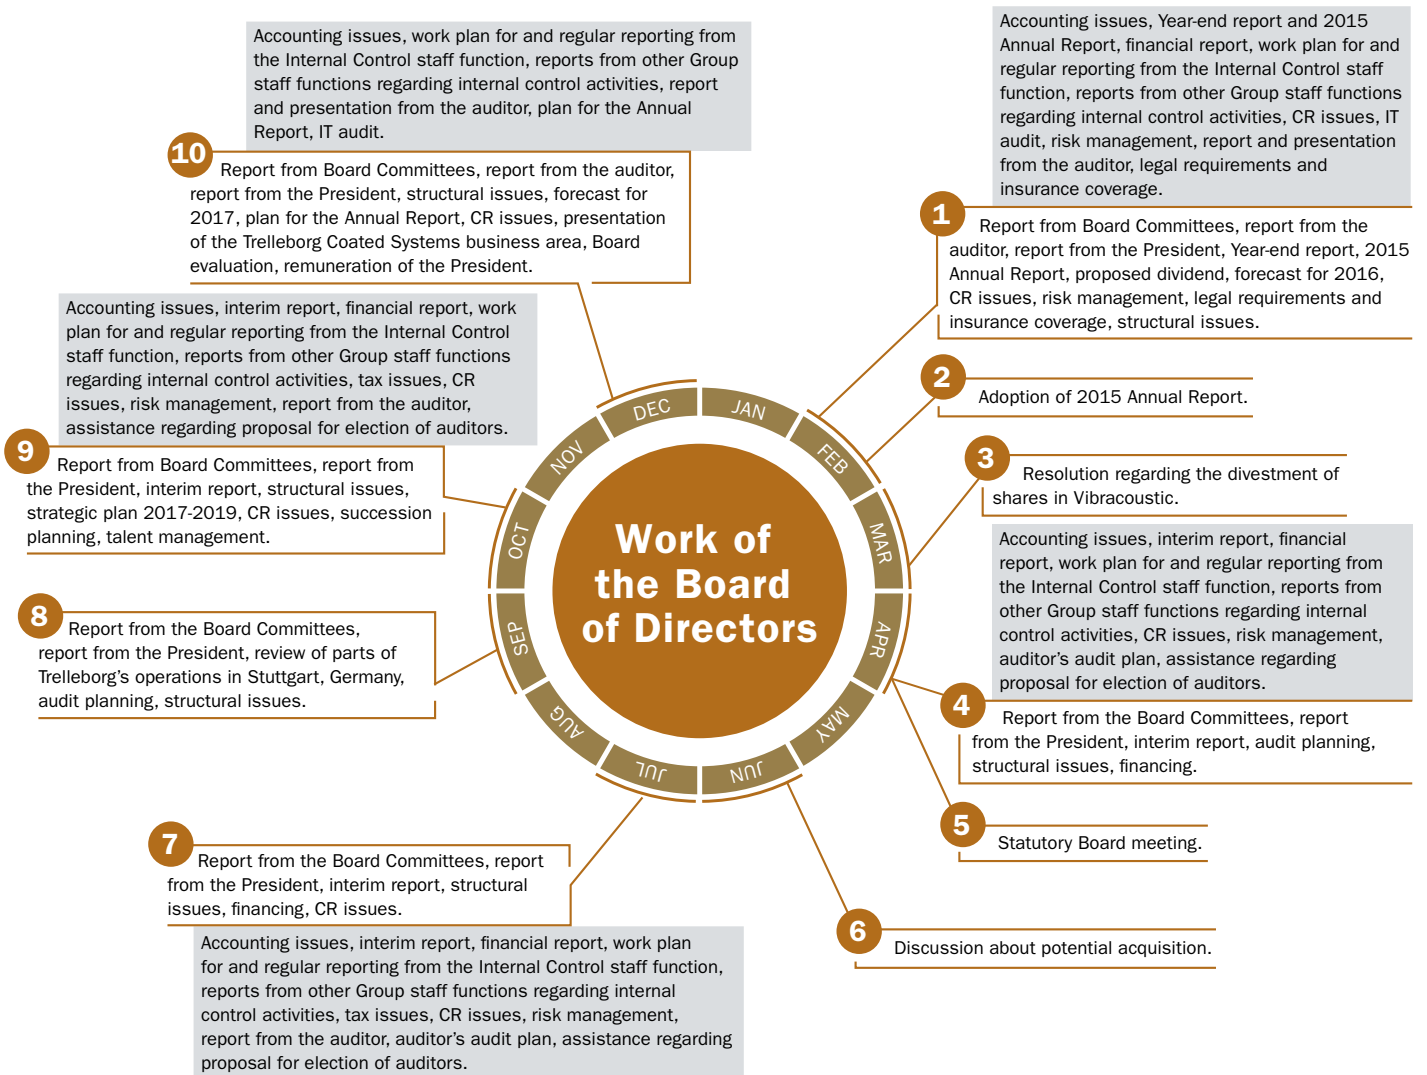 Accounting issues, Year-end report and 2015
Annual Report, financial report, work plan for and
regular reporting from the Internal Control staff
function, reports from other Group staff functions
regarding internal control activities, CR issues, IT
audit, risk management, report and presentation
from the auditor, legal requirements and
insurance coverage.
1
Report from Board Committees, report from the
auditor, report from the President, Year-end report, 2015
Annual Report, proposed dividend, forecast for 2016,
CR issues, risk management, legal requirements and
insurance coverage, structural issues.
2
Adoption of 2015 Annual Report.
3
Resolution regarding the divestment of
shares in Vibracoustic.
Accounting issues, interim report, financial
report, work plan for and regular reporting from
the Internal Control staff function, reports from
other Group staff functions regarding internal
control activities, CR issues, risk management,
auditor's audit plan, assistance regarding
proposal for election of auditors.
4
Report from the Board Committees, report
from the President, interim report, audit planning,
structural issues, financing.
5
Statutory Board meeting.
6
Discussion about potential acquisition.
7
Report from the Board Committees, report
from the President, interim report, structural
issues, financing, CR issues.
Accounting issues, interim report, financial report, work plan
for and regular reporting from the Internal Control staff function,
reports from other Group staff functions regarding internal
control activities, tax issues, CR issues, risk management,
report from the auditor, auditor's audit plan, assistance regarding
proposal for election of auditors.
8
Report from the Board Committees,
report from the President, review of parts of
Trelleborg's operations in Stuttgart, Germany,
audit planning, structural issues.
Accounting issues, interim report, financial report, work
plan for and regular reporting from the Internal Control
staff function, reports from other Group staff functions
regarding internal control activities, tax issues, CR
issues, risk management, report from the auditor,
assistance regarding proposal for election of auditors.
9
Report from Board Committees, report from
the President, interim report, structural issues,
strategic plan 2017-2019, CR issues, succession
planning, talent management.
Accounting issues, work plan for and regular reporting from
the Internal Control staff function, reports from other Group
staff functions regarding internal control activities, report
and presentation from the auditor, plan for the Annual
Report, IT audit.
10
Report from Board Committees, report from the auditor,
report from the President, structural issues, forecast for
2017, plan for the Annual Report, CR issues, presentation
of the Trelleborg Coated Systems business area, Board
evaluation, remuneration of the President.
JAN
FEB
MAR
APR
MAY
JUN
JUL
AUG
SEP
OCT
NOV
DEC
Work of
the Board
of Directors